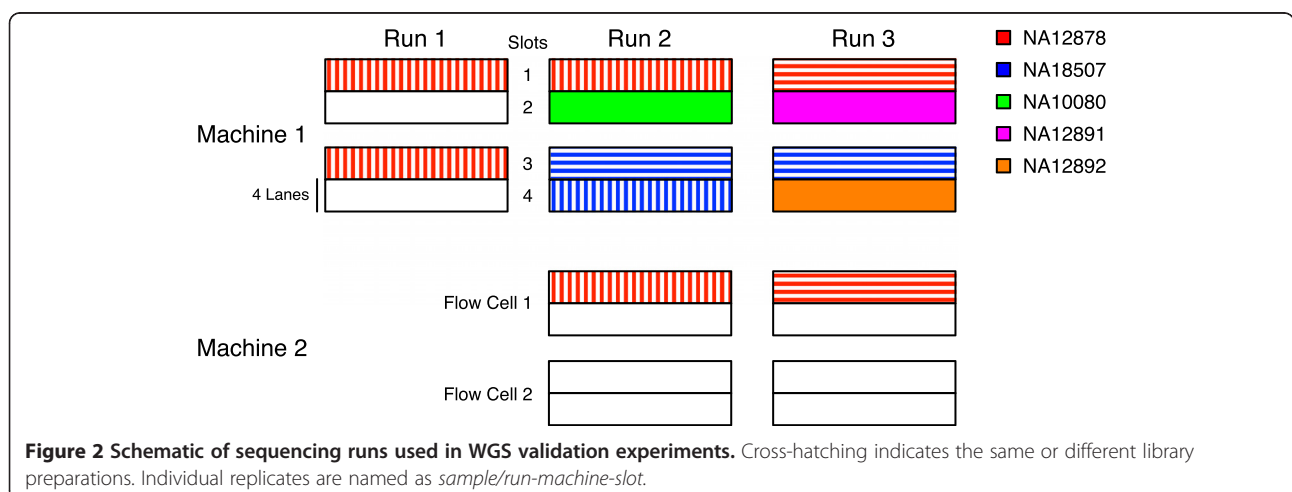 Run 1
Slots
Run 2
Run 3
NA12878
NA18507
NA10080
NA12891
NA12892
1
2
Machine 1
3
4 Lanes
4
Flow Cell 1
Machine 2
Flow Cell 2
Figure 2 Schematic of sequencing runs used in WGS validation experiments. Cross-hatching indicates the same or different library
preparations. Individual replicates are named as sample/run-machine-slot.